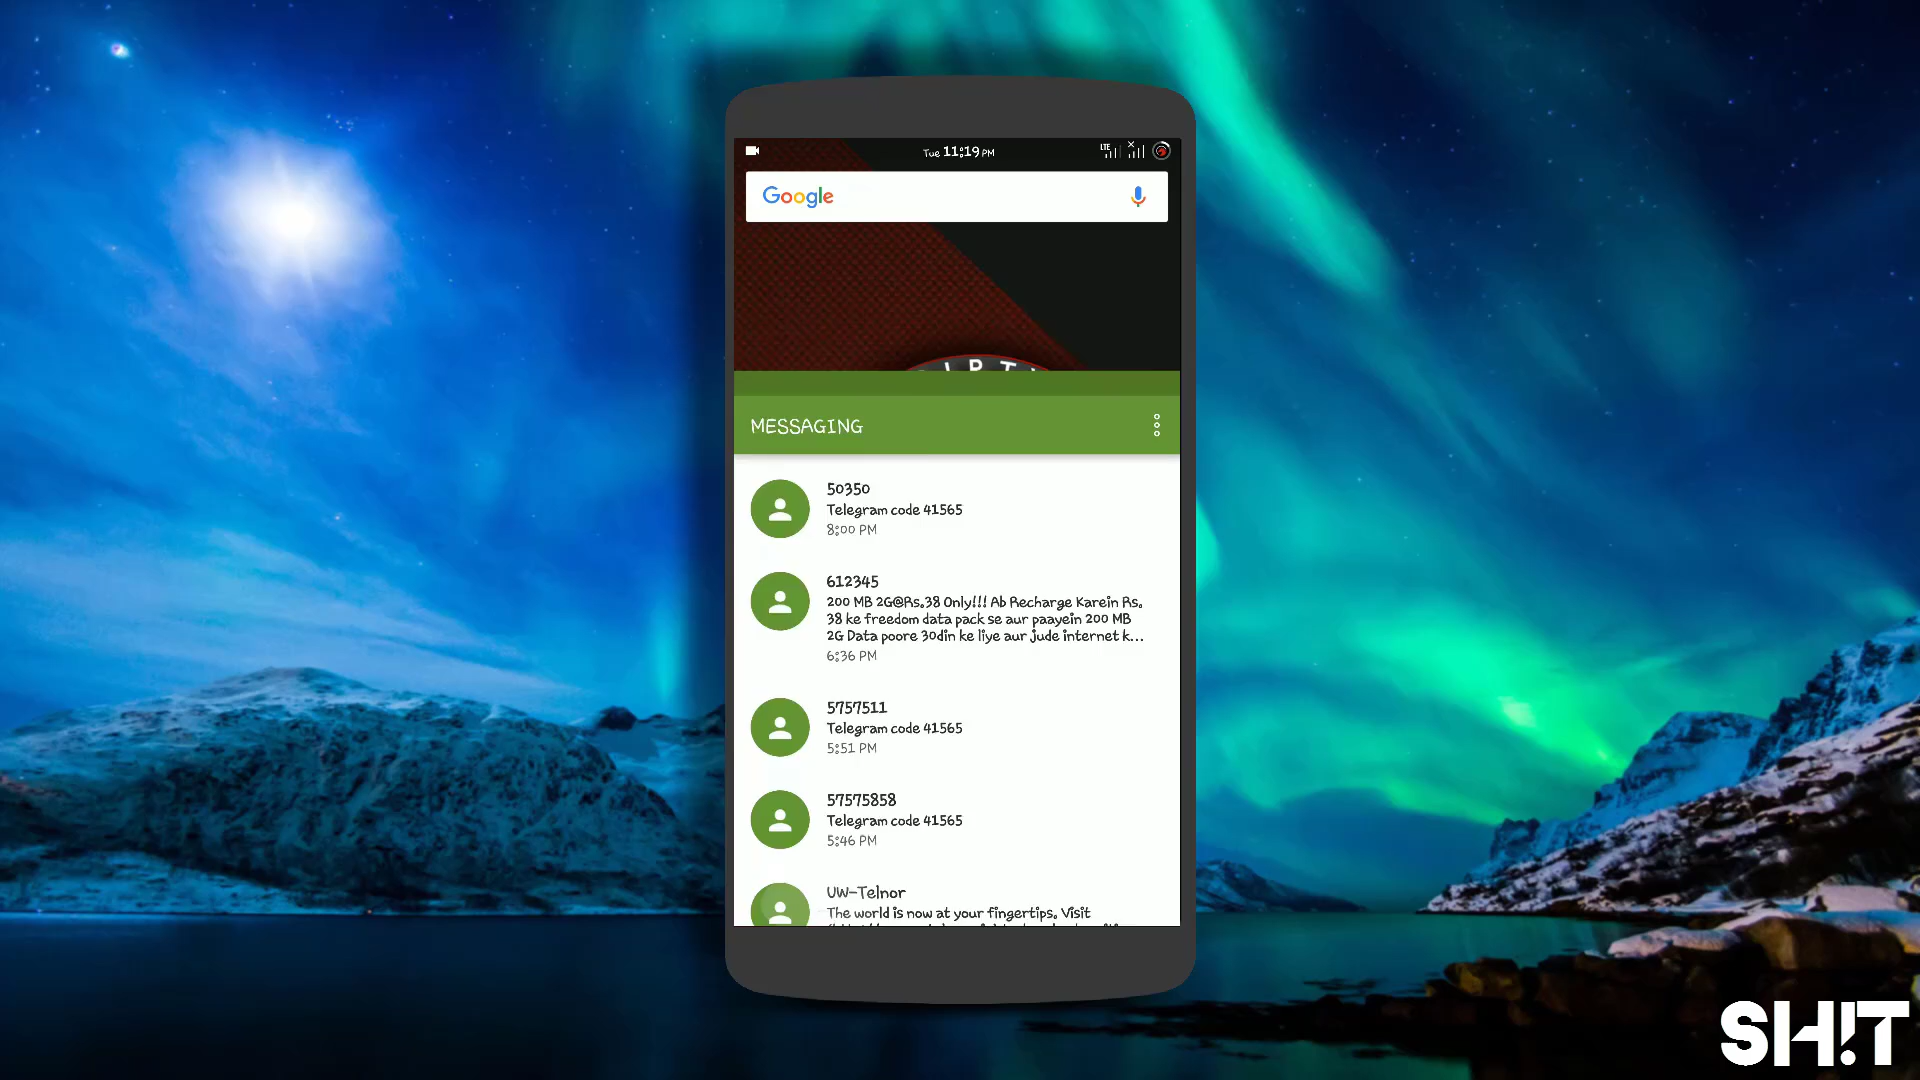 Tue 11:19 PM
LTE
Google
MESSAGING
50350
Telegram code 41565
8:00 PM
612345
200 MB 2G@Rs.38 Only!!! Ab Recharge Karein Rs.
38 ke freedom data pack se aur paayein 200 MB
2G Data poore 30din ke liye aur jude internet k...
6:36 PM
5757511
Telegram code 41565
5:51 PM
57575858
Telegram code 41565
5:46 PM
UW-Telnor
The world is now at your fingertips. Visit
SH!T